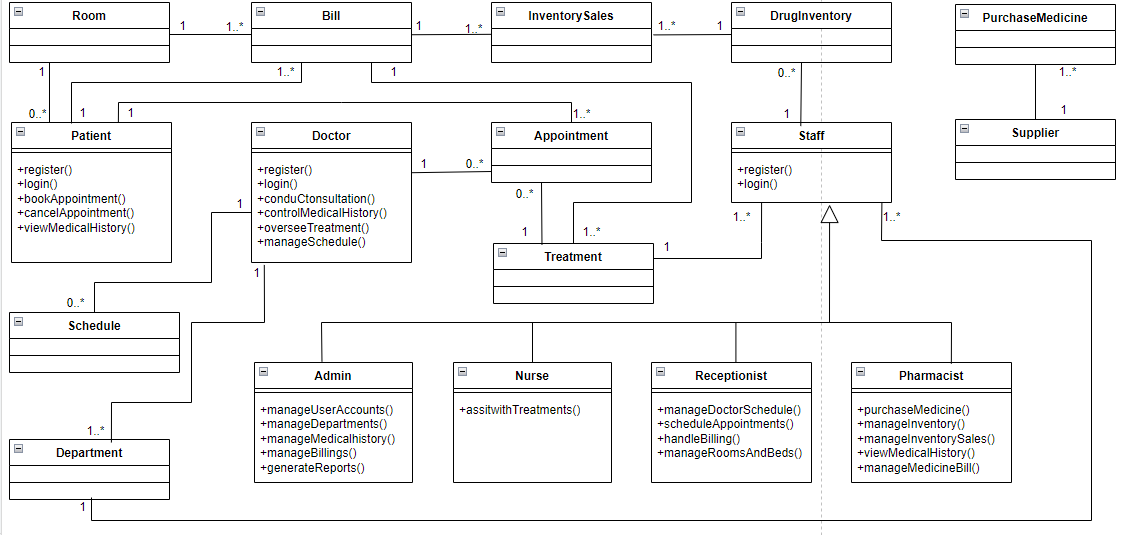 Room
Bill
InventorySales
DrugInventory
PurchaseMedicine
1
1..*
1
1..*
1..*
1
1
1..*
1
0..*
1..*
0..*
1
1
1..*
1
1
Patient
+register()
+login()
+bookAppointment()
+cancelAppointment()
+viewMedicalHistory()
Doctor
+register()
+login()
+conduCtonsultation()
+controlMedicalHistory()
+overseeTreatment()
+manageSchedule()
Appointment
Staff
+register()
+login()
Supplier
1
0..*
0..*
1
1
1..*
1..*
1..*
1
1
0..*
Treatment
Schedule
Admin
+manageUserAccounts()
+manageDepartments()
+manageMedicalhistory()
+manageBillings()
+generateReports()
Nurse
+assitwithTreatments()
Receptionist
+manageDoctorSchedule()
+scheduleAppointments()
+handleBilling()
+manageRoomsAndBeds()
Pharmacist
+purchaseMedicine()
+manageInventory()
+manageInventorySales()
+viewMedicalHistory()
+manageMedicineBill()
1..*
Department
1